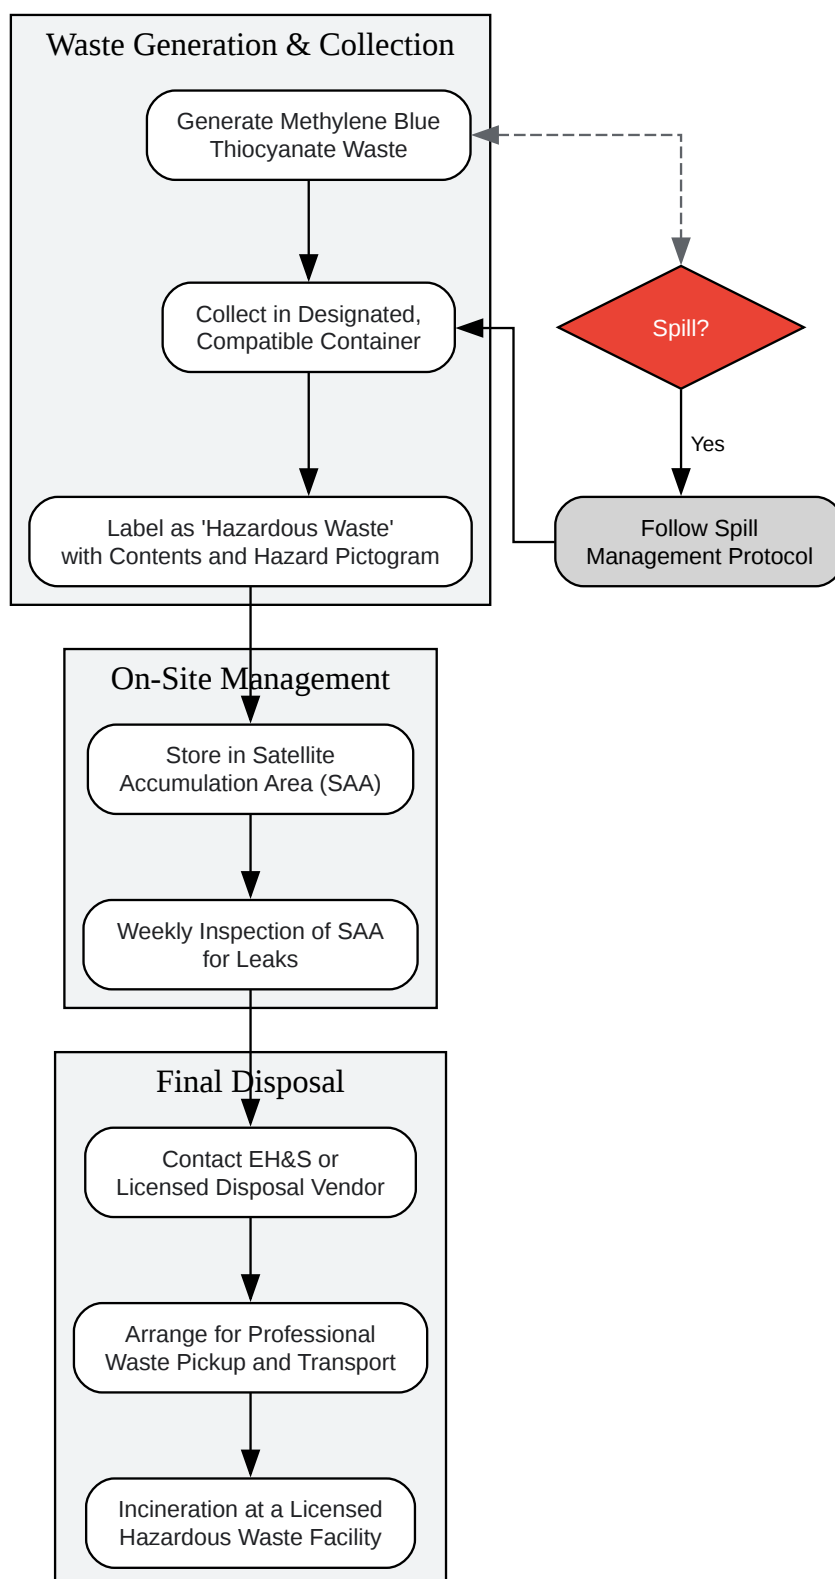 Waste Generation & Collection
Generate Methylene Blue
Thiocyanate Waste
Collect in Designated,
Compatible Container
Spill?
Yes
Label as 'Hazardous Waste'
with Contents and Hazard Pictogram
Follow Spill
Management Protocol
On-Site Management
Store in Satellite
Accumulation Area (SAA)
Weekly Inspection of SAA
for Leaks
Final Disposal
Contact EH&S or
Licensed Disposal Vendor
Arrange for Professional
Waste Pickup and Transport
Incineration at a Licensed
Hazardous Waste Facility